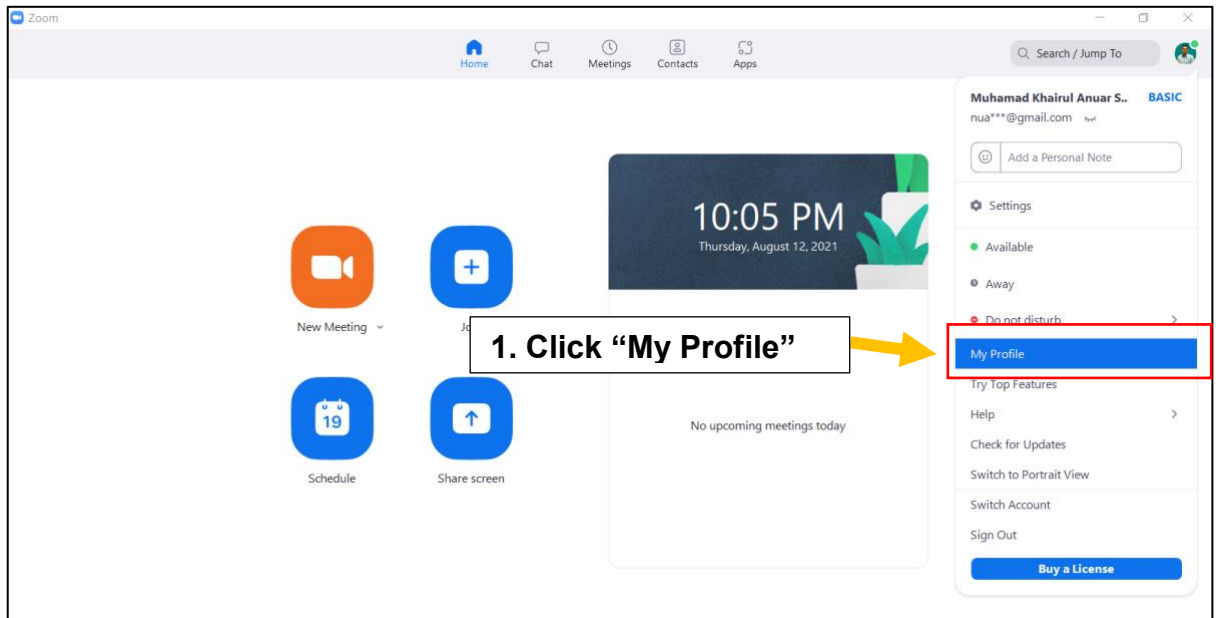 Zoom
Home Chat Meetings Contacts Apps
Search / Jump To
Muhamad Khairul Anuar S.. BASIC
nua***@gmail.com
Add a Personal Note
Settings
Available
Away
Do not disturb
My Profile
Try Top Features
Help
Check for Updates
Switch to Portrait View
Switch Account
Sign Out
Buy a License
10:05 PM
Thursday, August 12, 2021
No upcoming meetings today
New Meeting
1. Click “My Profile”
19
Schedule
Share screen